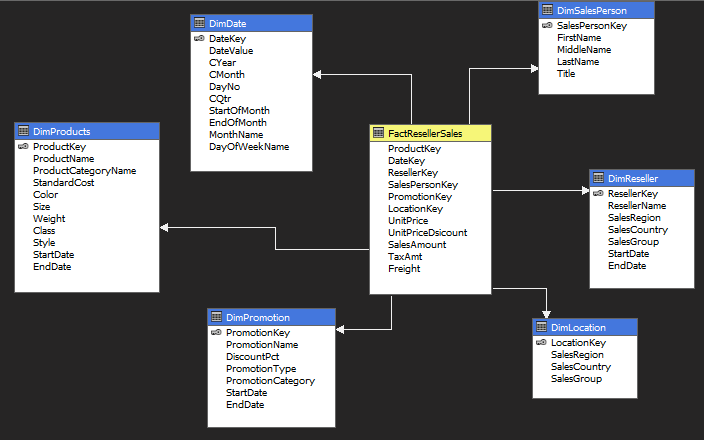 DimDate
DateKey
DateValue
CYear
CMonth
DayNo
CQtr
StartOfMonth
EndOfMonth
MonthName
DayOfWeekName
DimSalesPerson
SalesPersonKey
FirstName
MiddleName
LastName
Title
DimProducts
ProductKey
ProductName
ProductCategoryName
StandardCost
Color
Size
Weight
Class
Style
StartDate
EndDate
FactResellerSales
ProductKey
DateKey
ResellerKey
SalesPersonKey
PromotionKey
LocationKey
UnitPrice
UnitPriceDsicount
SalesAmount
TaxAmt
Freight
DimReseller
ResellerKey
ResellerName
SalesRegion
SalesCountry
SalesGroup
StartDate
EndDate
DimPromotion
PromotionKey
PromotionName
DiscountPct
PromotionType
PromotionCategory
StartDate
EndDate
DimLocation
LocationKey
SalesRegion
SalesCountry
SalesGroup